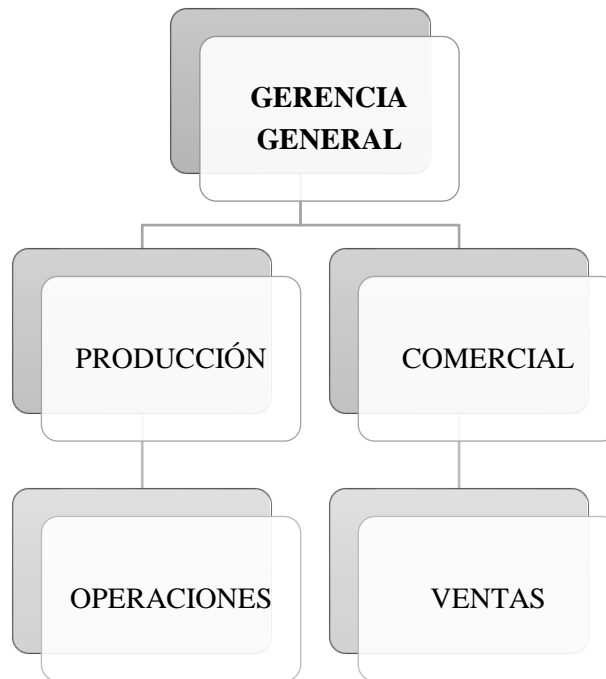 GERENCIA
GENERAL
PRODUCCIÓN
COMERCIAL
OPERACIONES
VENTAS